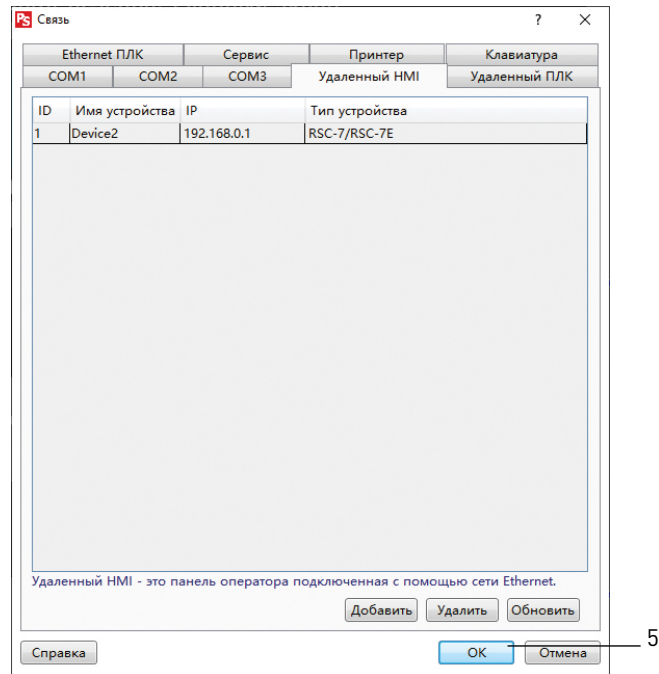 PS Связь ? ×
Ethernet ПЛК Сервис Принтер Клавиатура
COM1 COM2 COM3 Удаленный HMI Удаленный ПЛК
ID Имя устройства IP Тип устройства
1 Device2 192.168.0.1 RSC-7/RSC-7E
Удаленный HMI - это панель оператора подключенная с помощью сети Ethernet.
Добавить Удалить Обновить
Справка OK Отмена 5